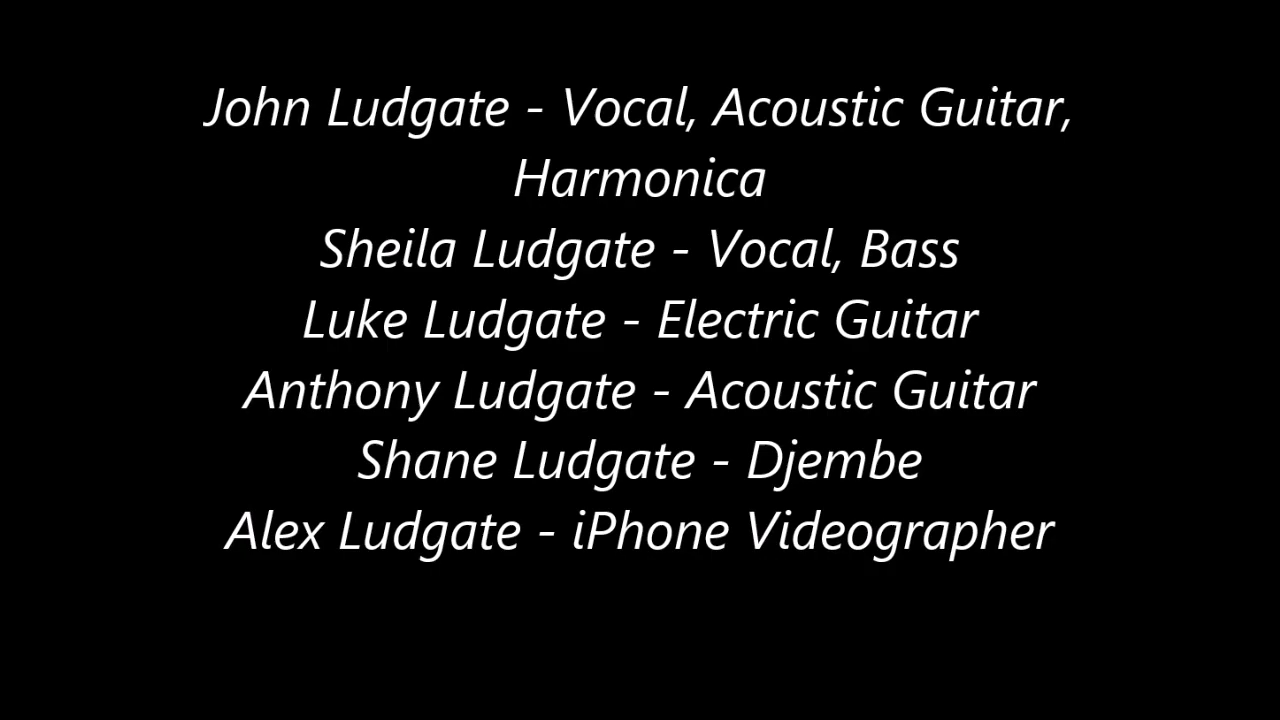 John Ludgate - Vocal, Acoustic Guitar,
Harmonica
Sheila Ludgate - Vocal, Bass
Luke Ludgate - Electric Guitar
Anthony Ludgate - Acoustic Guitar
Shane Ludgate - Djembe
Alex Ludgate - iPhone Videographer